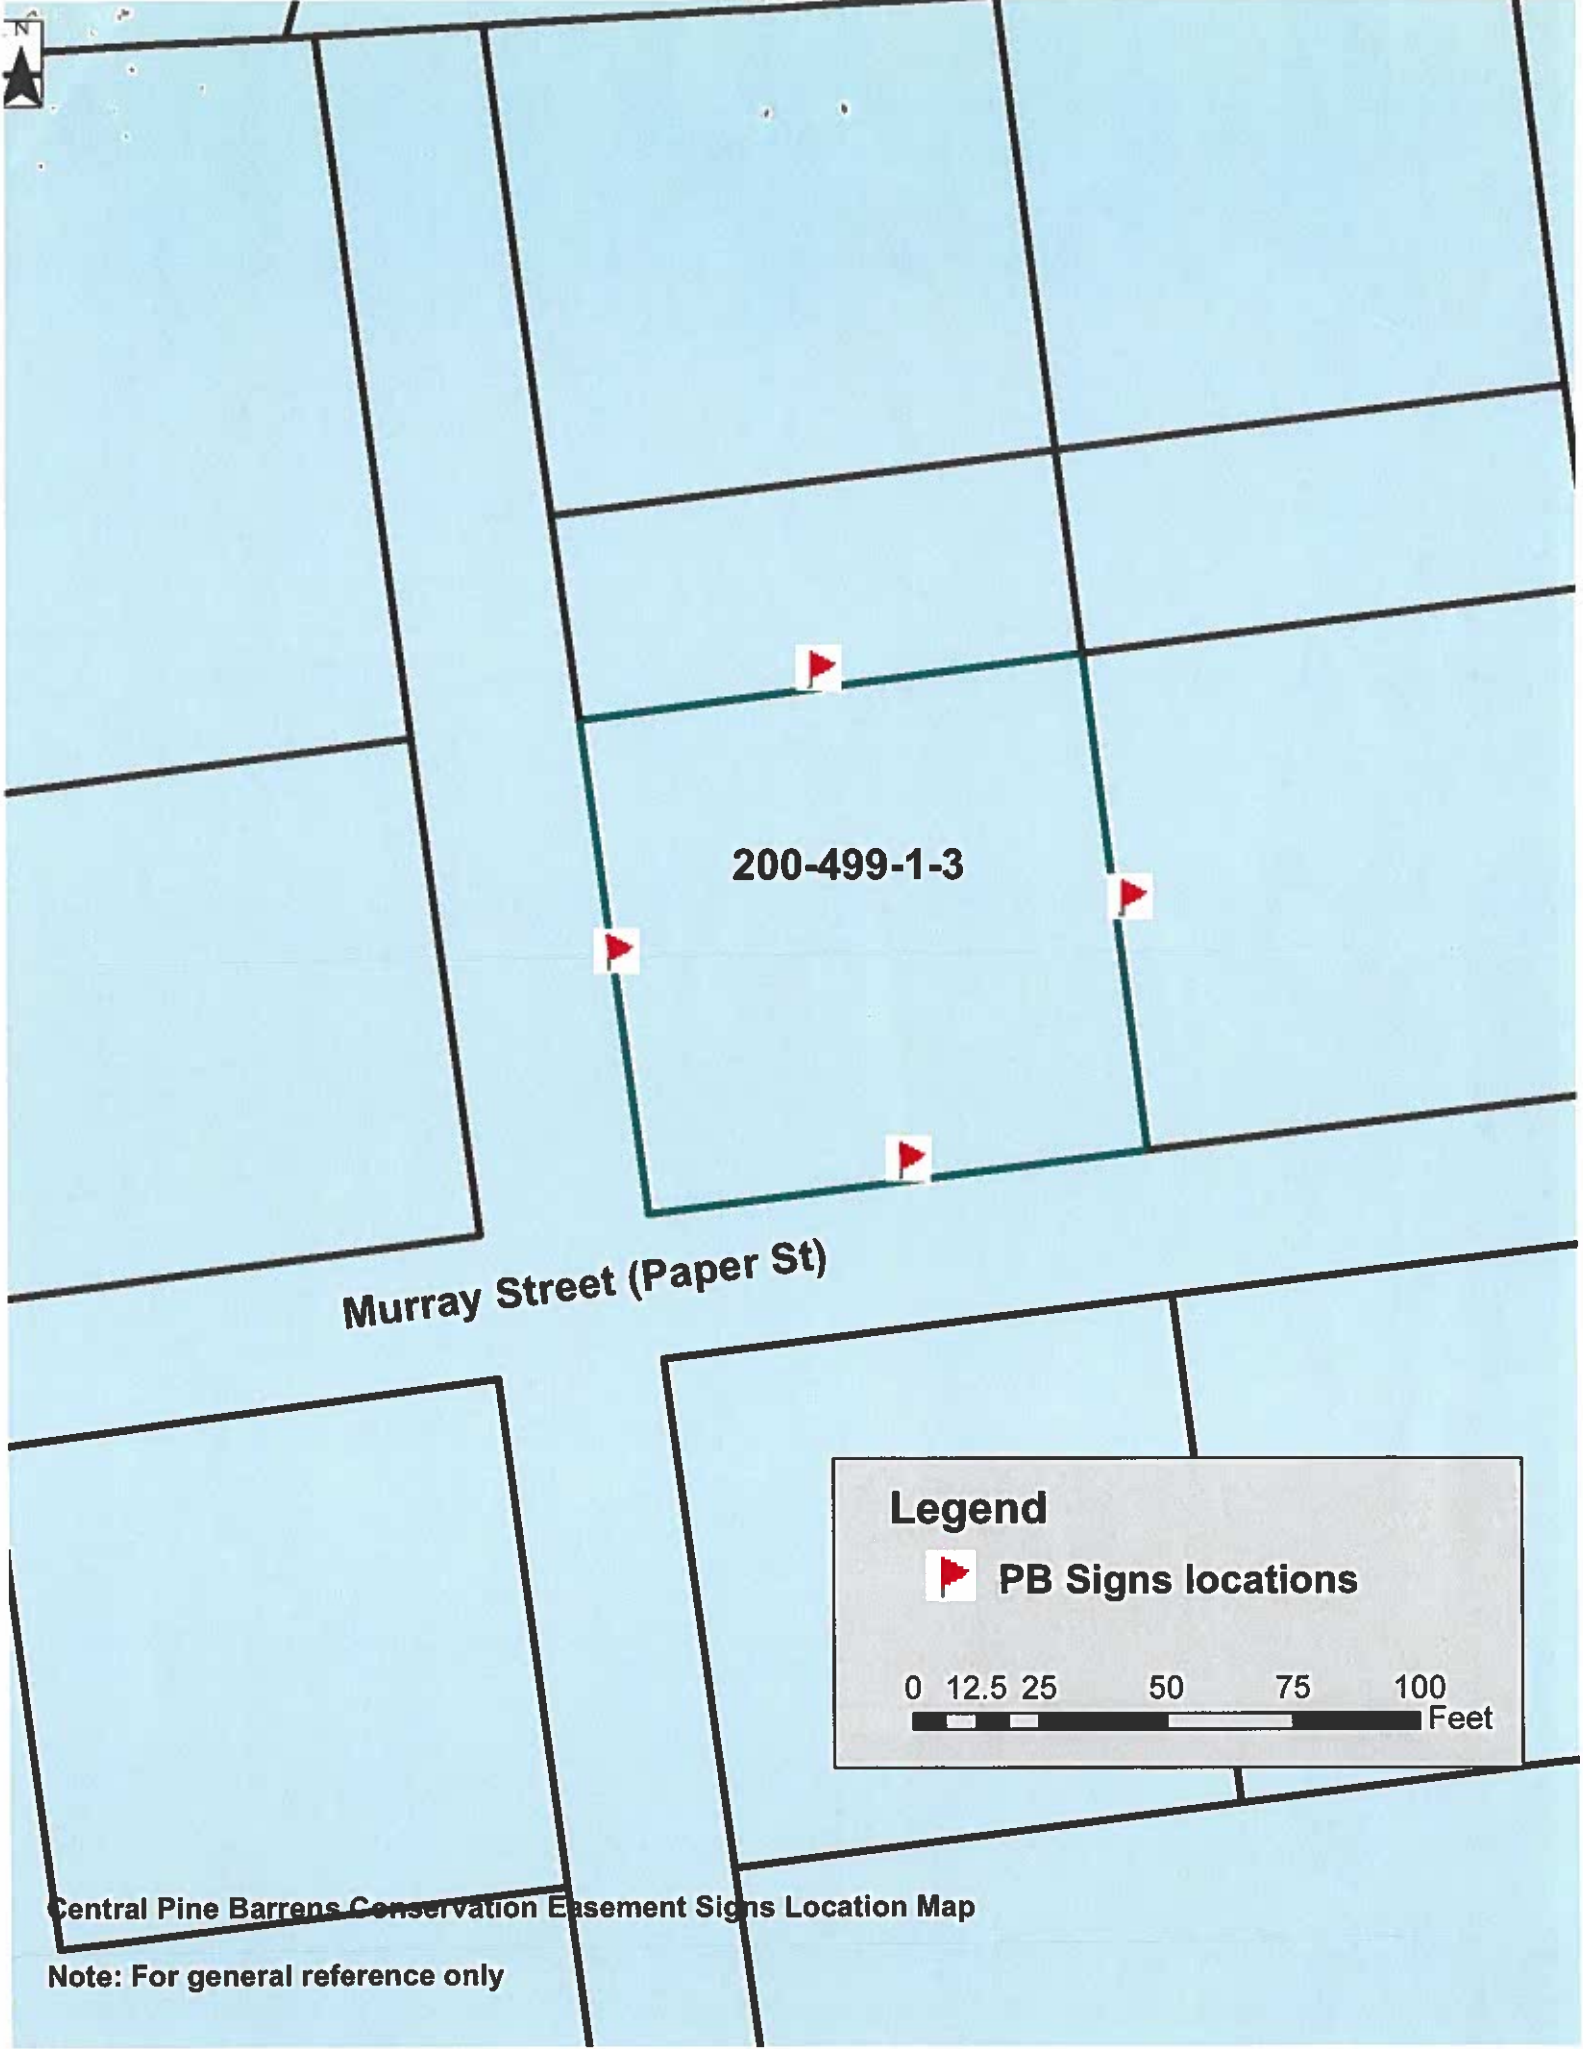 N
200-499-1-3
Murray Street (Paper St)
Legend
PB Signs locations
0 12.5 25 50 75 100
Feet
Central Pine Barrens Conservation Easement Signs Location Map
Note: For general reference only